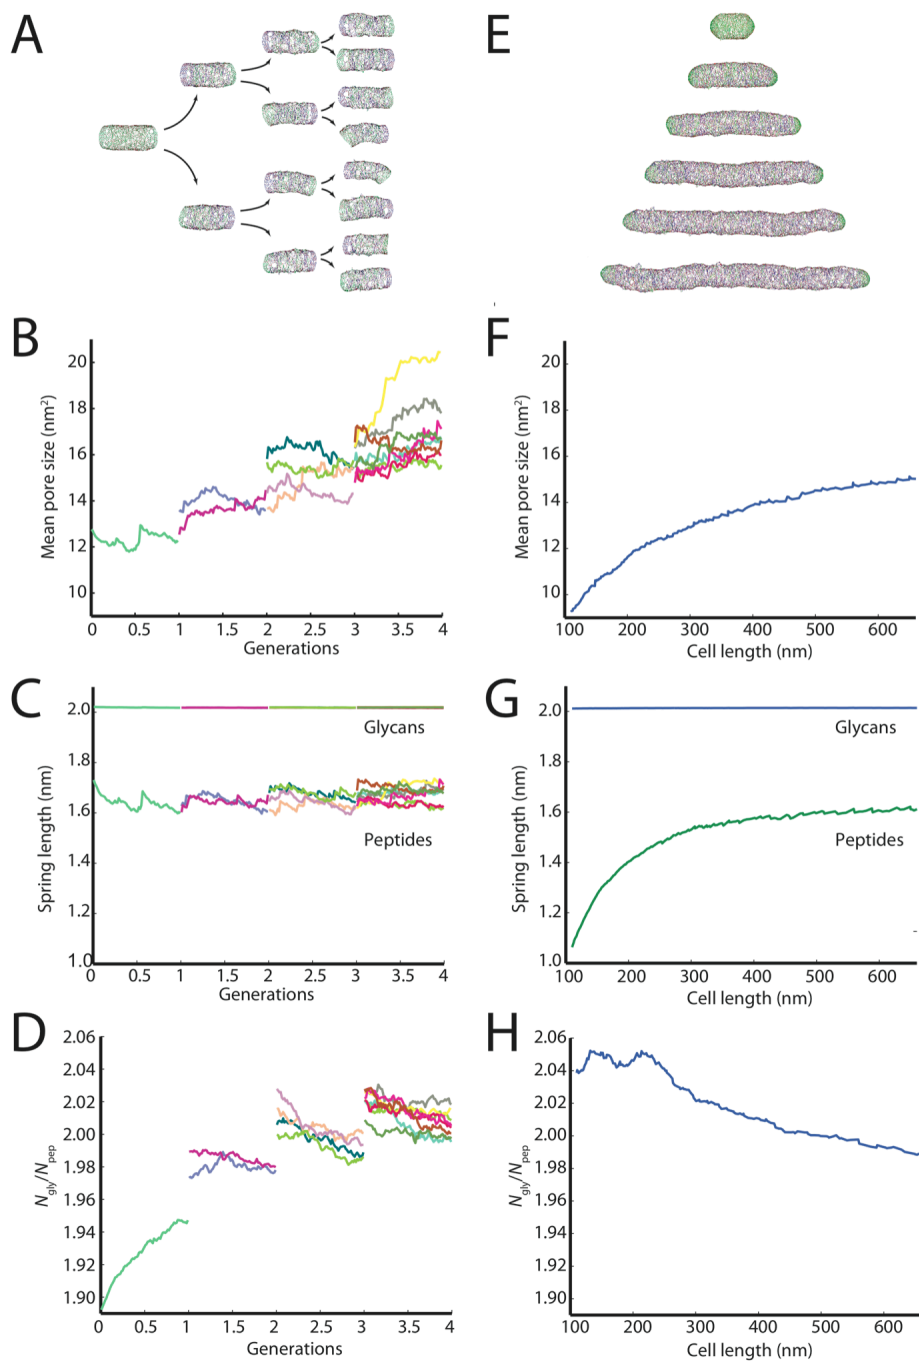 A
E
B
20
18
16
14
12
10
Mean pore size (nm²)
0 0.5 1 1.5 2 2.5 3 3.5 4
Generations
F
20
18
16
14
12
10
Mean pore size (nm²)
100 200 300 400 500 600
Cell length (nm)
C
2.0
1.8
1.6
1.4
1.2
1.0
Spring length (nm)
Glycans
Peptides
0 0.5 1 1.5 2 2.5 3 3.5 4
Generations
G
2.0
1.8
1.6
1.4
1.2
1.0
Spring length (nm)
Glycans
Peptides
100 200 300 400 500 600
Cell length (nm)
D
2.06
2.04
2.02
2.00
1.98
1.96
1.94
1.92
1.90
Ngly/Npep
0 0.5 1 1.5 2 2.5 3 3.5 4
Generations
H
2.06
2.04
2.02
2.00
1.98
1.96
1.94
1.92
1.90
Ngly/Npep
100 200 300 400 500 600
Cell length (nm)